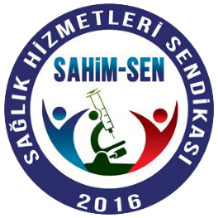 SAĞLIK HİZMETLERİ SENDİKASI
SAHİM-SEN
2016